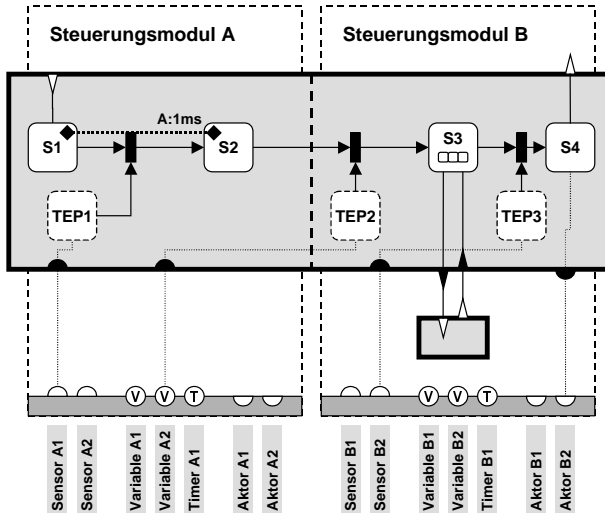 Steuerungsmodul A
Steuerungsmodul B
A:1ms
S1
S2
S3
S4
TEP1
TEP2
TEP3
V
V
T
V
V
T
Sensor A1
Sensor A2
Variable A1
Variable A2
Timer A1
Aktor A1
Aktor A2
Sensor B1
Sensor B2
Variable B1
Variable B2
Timer B1
Aktor B1
Aktor B2